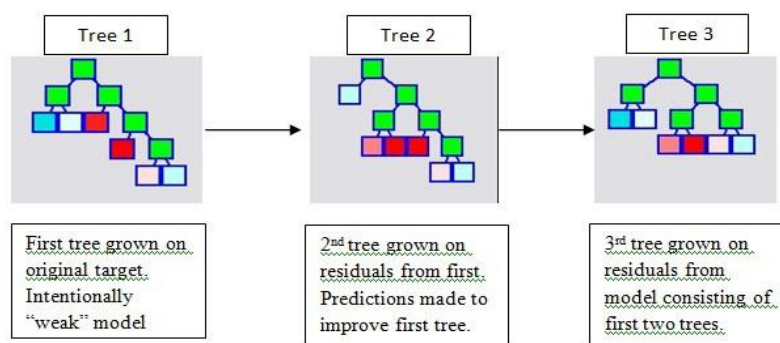 Tree 1
Tree 2
Tree 3
First tree grown on
original target.
Intentionally
“weak” model
2nd tree grown on
residuals from first.
Predictions made to
improve first tree.
3rd tree grown on
residuals from
model consisting of
first two trees.